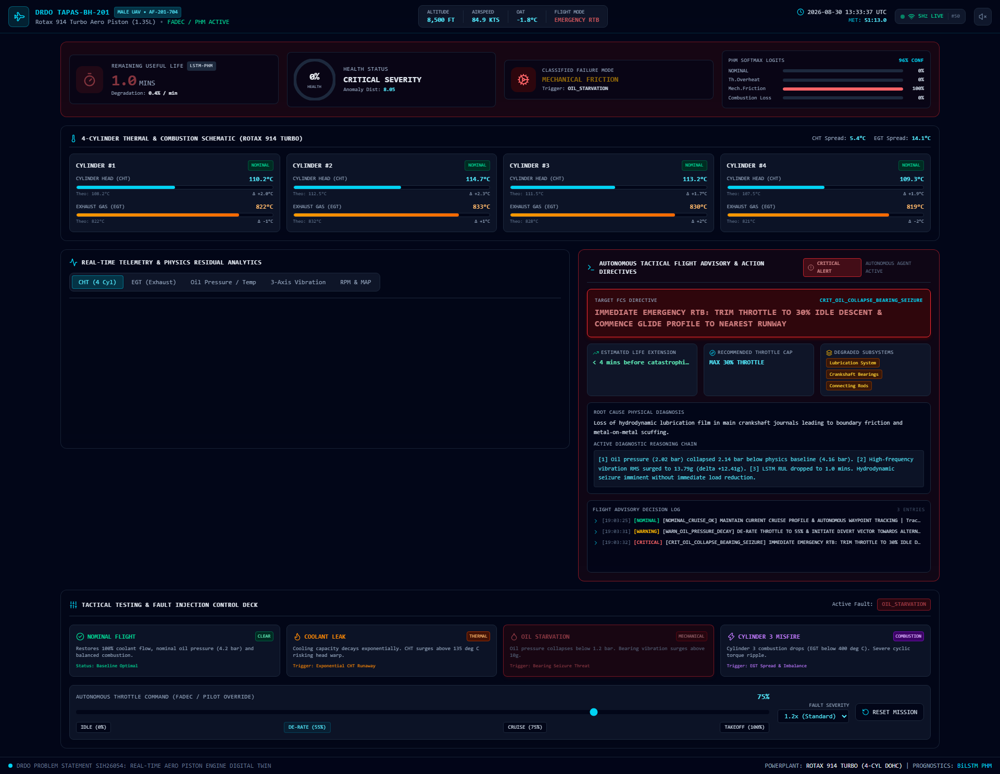 DRDO TAPAS-BH-201 MALE UAV • AF-201-704
Rotax 914 Turbo Aero Piston (1.35L) • FADEC / PHM ACTIVE
ALTITUDE AIRSPEED OAT FLIGHT MODE
8,500 FT 84.9 KTS -1.8°C EMERGENCY RTB
2026-08-30 13:33:37 UTC
MET: 51:13.0
5Hz LIVE #50
REMAINING USEFUL LIFE LSTM-PHM
1.0 MINS
Degradation: 0.4% / min
0%
HEALTH
HEALTH STATUS
CRITICAL SEVERITY
Anomaly Dist: 8.05
CLASSIFIED FAILURE MODE
MECHANICAL FRICTION
Trigger: OIL_STARVATION
PHM SOFTMAX LOGITS 96% CONF
NOMINAL 0%
Th.Overheat 0%
Mech.Friction 100%
Combustion Loss 0%
4-CYLINDER THERMAL & COMBUSTION SCHEMATIC (ROTAX 914 TURBO)
CHT Spread: 5.4°C EGT Spread: 14.1°C
CYLINDER #1 NOMINAL
CYLINDER HEAD (CHT) 110.2°C
Theo: 108.2°C Δ +2.0°C
EXHAUST GAS (EGT) 822°C
Theo: 822°C Δ -1°C
CYLINDER #2 NOMINAL
CYLINDER HEAD (CHT) 114.7°C
Theo: 112.5°C Δ +2.3°C
EXHAUST GAS (EGT) 833°C
Theo: 832°C Δ +1°C
CYLINDER #3 NOMINAL
CYLINDER HEAD (CHT) 113.2°C
Theo: 111.5°C Δ +1.7°C
EXHAUST GAS (EGT) 830°C
Theo: 828°C Δ +2°C
CYLINDER #4 NOMINAL
CYLINDER HEAD (CHT) 109.3°C
Theo: 107.5°C Δ +1.9°C
EXHAUST GAS (EGT) 819°C
Theo: 821°C Δ -2°C
REAL-TIME TELEMETRY & PHYSICS RESIDUAL ANALYTICS
CHT (4 Cyl) EGT (Exhaust) Oil Pressure / Temp 3-Axis Vibration RPM & MAP
AUTONOMOUS TACTICAL FLIGHT ADVISORY & ACTION
DIRECTIVES
CRITICAL
ALERT
AUTONOMOUS AGENT
ACTIVE
TARGET FCS DIRECTIVE CRIT_OIL_COLLAPSE_BEARING_SEIZURE
IMMEDIATE EMERGENCY RTB: TRIM THROTTLE TO 30% IDLE DESCENT &
COMMENCE GLIDE PROFILE TO NEAREST RUNWAY
ESTIMATED LIFE EXTENSION
< 4 mins before catastrophi…
RECOMMENDED THROTTLE CAP
MAX 30% THROTTLE
DEGRADED SUBSYSTEMS
Lubrication System
Crankshaft Bearings
Connecting Rods
ROOT CAUSE PHYSICAL DIAGNOSIS
Loss of hydrodynamic lubrication film in main crankshaft journals leading to boundary friction and
metal-on-metal scuffing.
ACTIVE DIAGNOSTIC REASONING CHAIN
[1] Oil pressure (2.02 bar) collapsed 2.14 bar below physics baseline (4.16 bar). [2] High-frequency
vibration RMS surged to 13.79g (delta +12.41g). [3] LSTM RUL dropped to 1.0 mins. Hydrodynamic
seizure imminent without immediate load reduction.
FLIGHT ADVISORY DECISION LOG 3 ENTRIES
[19:03:25] [NOMINAL] [NOMINAL_CRUISE_OK] MAINTAIN CURRENT CRUISE PROFILE & AUTONOMOUS WAYPOINT TRACKING | Trac…
[19:03:31] [WARNING] [WARN_OIL_PRESSURE_DECAY] DE-RATE THROTTLE TO 55% & INITIATE DIVERT VECTOR TOWARDS ALTERN…
[19:03:32] [CRITICAL] [CRIT_OIL_COLLAPSE_BEARING_SEIZURE] IMMEDIATE EMERGENCY RTB: TRIM THROTTLE TO 30% IDLE D…
TACTICAL TESTING & FAULT INJECTION CONTROL DECK
Active Fault: OIL_STARVATION
NOMINAL FLIGHT CLEAR
Restores 100% coolant flow, nominal oil pressure (4.2 bar) and
balanced combustion.
Status: Baseline Optimal
COOLANT LEAK THERMAL
Cooling capacity decays exponentially. CHT surges above 135 deg C
risking head warp.
Trigger: Exponential CHT Runaway
OIL STARVATION MECHANICAL
Oil pressure collapses below 1.2 bar. Bearing vibration surges above
10g.
Trigger: Bearing Seizure Threat
CYLINDER 3 MISFIRE COMBUSTION
Cylinder 3 combustion drops (EGT below 400 deg C). Severe cyclic
torque ripple.
Trigger: EGT Spread & Imbalance
AUTONOMOUS THROTTLE COMMAND (FADEC / PILOT OVERRIDE) 75%
IDLE (0%) DE-RATE (55%) CRUISE (75%) TAKEOFF (100%)
FAULT SEVERITY
1.2x (Standard)
RESET MISSION
DRDO PROBLEM STATEMENT SIH26054: REAL-TIME AERO PISTON ENGINE DIGITAL TWIN
POWERPLANT: ROTAX 914 TURBO (4-CYL DOHC) | PROGNOSTICS: BiLSTM PHM